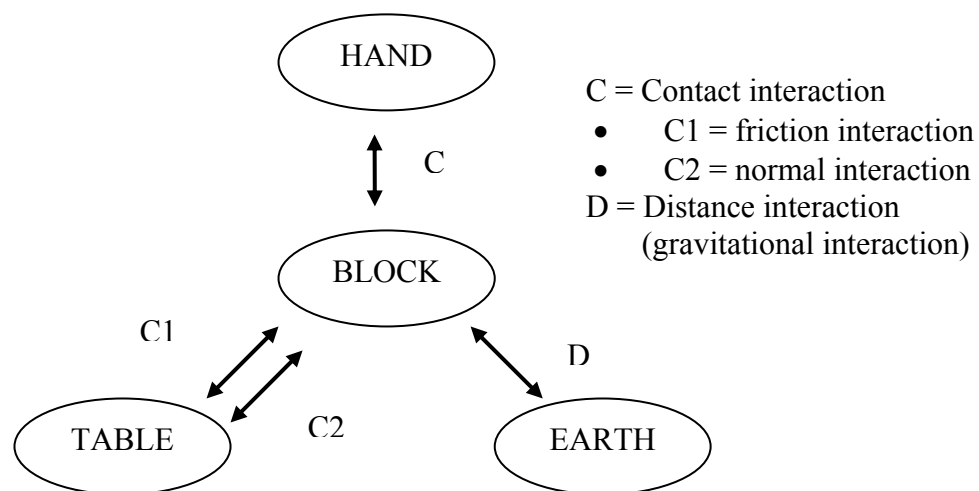 HAND
C = Contact interaction
• C1 = friction interaction
• C2 = normal interaction
D = Distance interaction
(gravitational interaction)
C
BLOCK
C1
D
C2
TABLE
EARTH